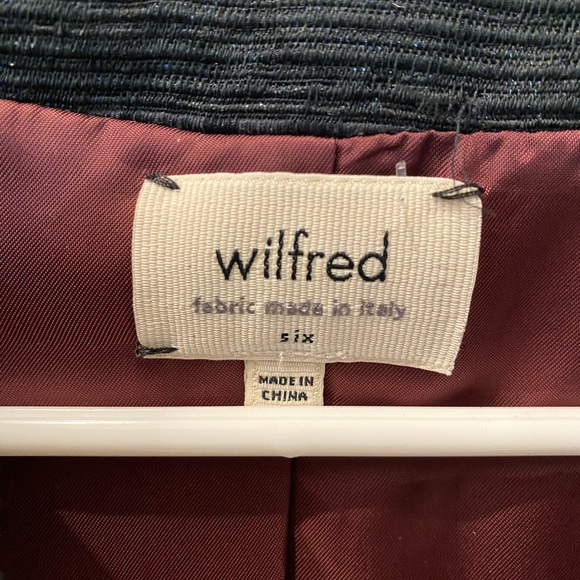 wilfred
fabric made in italy
six
MADE IN
CHINA